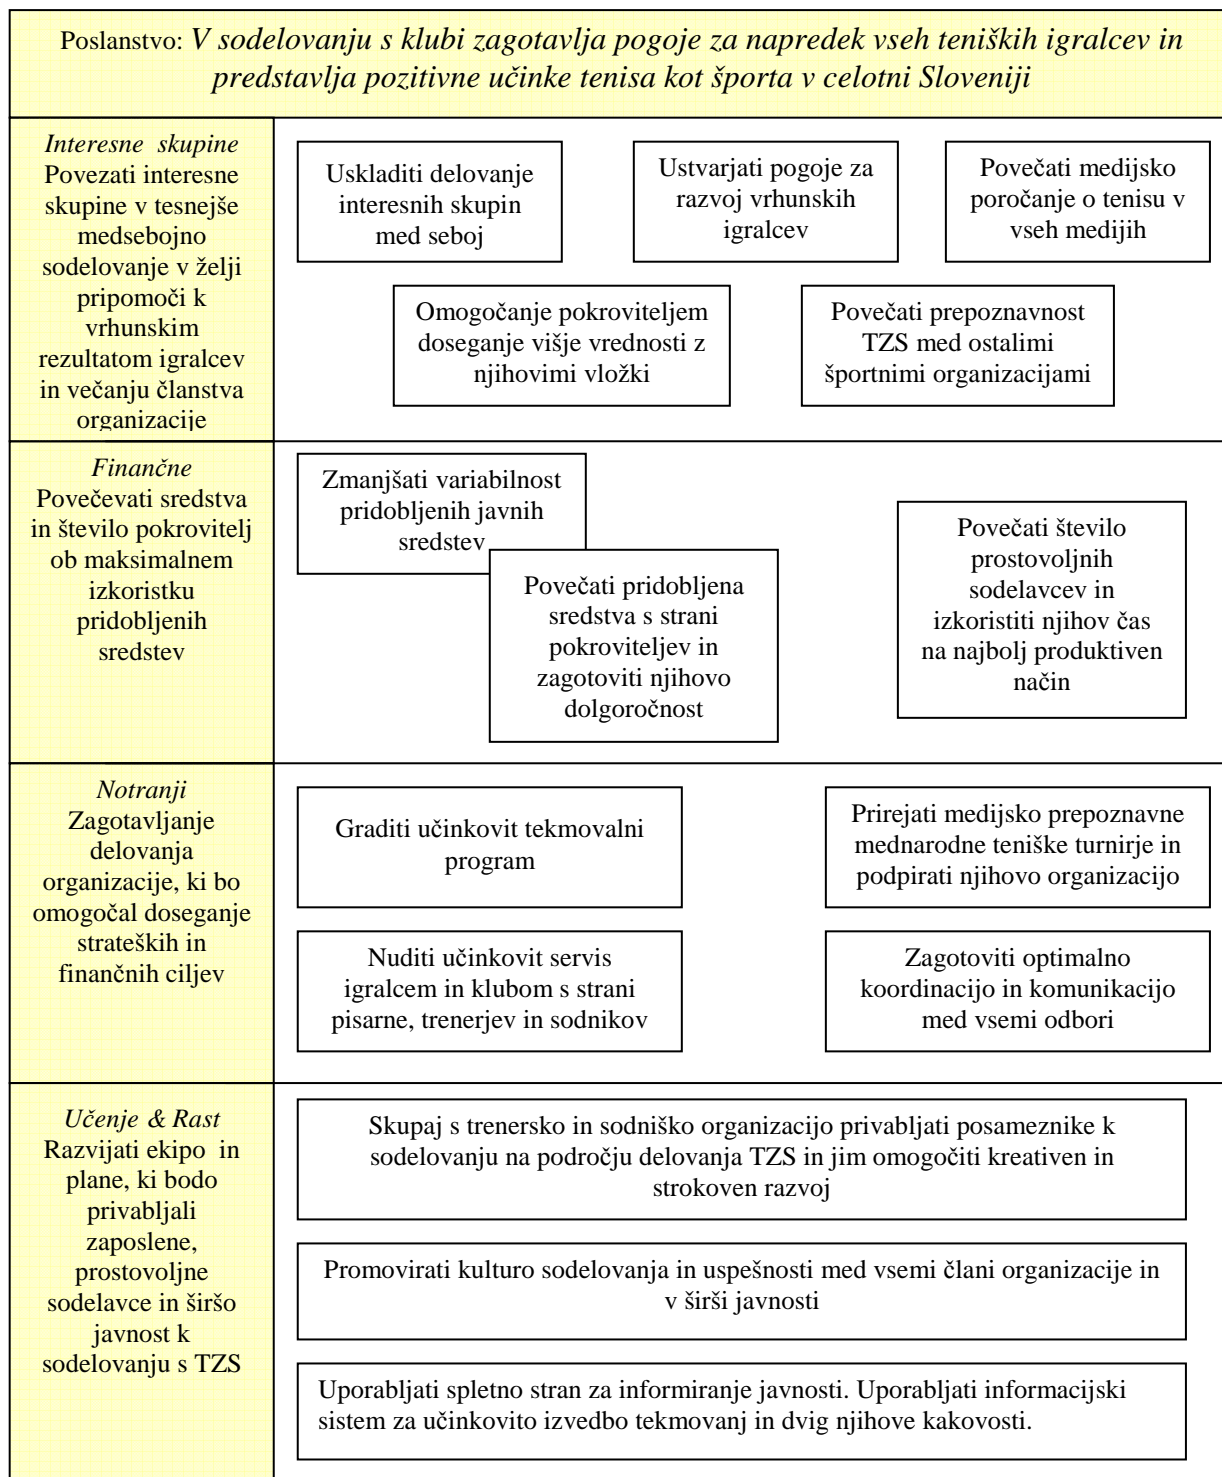 Poslanstvo: V sodelovanju s klubi zagotavlja pogoje za napredek vseh teniških igralcev in
predstavlja pozitivne učinke tenisa kot športa v celotni Sloveniji
Interesne skupine
Povezati interesne
skupine v tesnejše
medsebojno
sodelovanje v želji
pripomoči k
vrhunskim
rezultatom igralcev
in večanju članstva
organizacije
Uskladiti delovanje
interesnih skupin
med seboj
Ustvarjati pogoje za
razvoj vrhunskih
igralcev
Povečati medijsko
poročanje o tenisu v
vseh medijih
Omogočanje pokroviteljem
doseganje višje vrednosti z
njihovimi vložki
Povečati prepoznavnost
TZS med ostalimi
športnimi organizacijami
Finančne
Povečevati sredstva
in število pokrovitelj
ob maksimalnem
izkoristku
pridobljenih
sredstev
Zmanjšati variabilnost
pridobljenih javnih
sredstev
Povečati pridobljena
sredstva s strani
pokroviteljev in
zagotoviti njihovo
dolgoročnost
Povečati število
prostovoljnih
sodelavcev in
izkoristiti njihov čas
na najbolj produktiven
način
Notranji
Zagotavljanje
delovanja
organizacije, ki bo
omogočal doseganje
strateških in
finančnih ciljev
Graditi učinkovit tekmovalni
program
Prirejati medijsko prepoznavne
mednarodne teniške turnirje in
podpirati njihovo organizacijo
Nuditi učinkovit servis
igralcem in klubom s strani
pisarne, trenerjev in sodnikov
Zagotoviti optimalno
koordinacijo in komunikacijo
med vsemi odbori
Učenje & Rast
Razvijati ekipo in
plane, ki bodo
privabljali
zaposlene,
prostovoljne
sodelavce in širšo
javnost k
sodelovanju s TZS
Skupaj s trenersko in sodniško organizacijo privabljati posameznike k
sodelovanju na področju delovanja TZS in jim omogočiti kreativen in
strokoven razvoj
Promovirati kulturo sodelovanja in uspešnosti med vsemi člani organizacije in
v širši javnosti
Uporabljati spletno stran za informiranje javnosti. Uporabljati informacijski
sistem za učinkovito izvedbo tekmovanj in dvig njihove kakovosti.